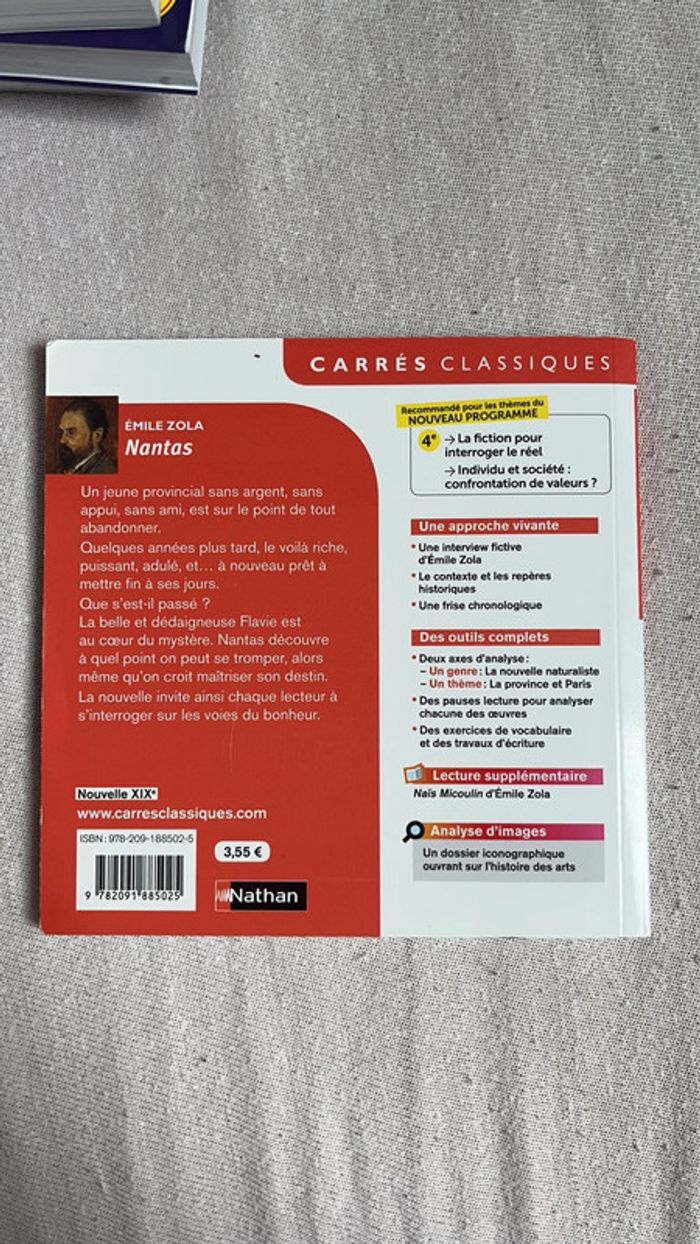 CARRÉS CLASSIQUES
ÉMILE ZOLA
Nantas
Un jeune provincial sans argent, sans
appui, sans ami, est sur le point de tout
abandonner.
Quelques années plus tard, le voilà riche,
puissant, adulé, et... à nouveau prêt à
mettre fin à ses jours.
Que s'est-il passé ?
La belle et dédaigneuse Flavie est
au cœur du mystère. Nantas découvre
à quel point on peut se tromper, alors
même qu'on croit maîtriser son destin.
La nouvelle invite ainsi chaque lecteur à
s'interroger sur les voies du bonheur.
Nouvelle XIXe
www.carresclassiques.com
ISBN : 978-209-188502-5
9 782091 885025
3,55 €
Nathan
Recommandé pour les thèmes du
NOUVEAU PROGRAMME
4e → La fiction pour
interroger le réel
→ Individu et société :
confrontation de valeurs ?
Une approche vivante
• Une interview fictive
d'Émile Zola
• Le contexte et les repères
historiques
• Une frise chronologique
Des outils complets
• Deux axes d'analyse :
– Un genre : La nouvelle naturaliste
– Un thème : La province et Paris
• Des pauses lecture pour analyser
chacune des œuvres
• Des exercices de vocabulaire
et des travaux d'écriture
Lecture supplémentaire
Naïs Micoulin d'Émile Zola
Analyse d'images
Un dossier iconographique
ouvrant sur l'histoire des arts